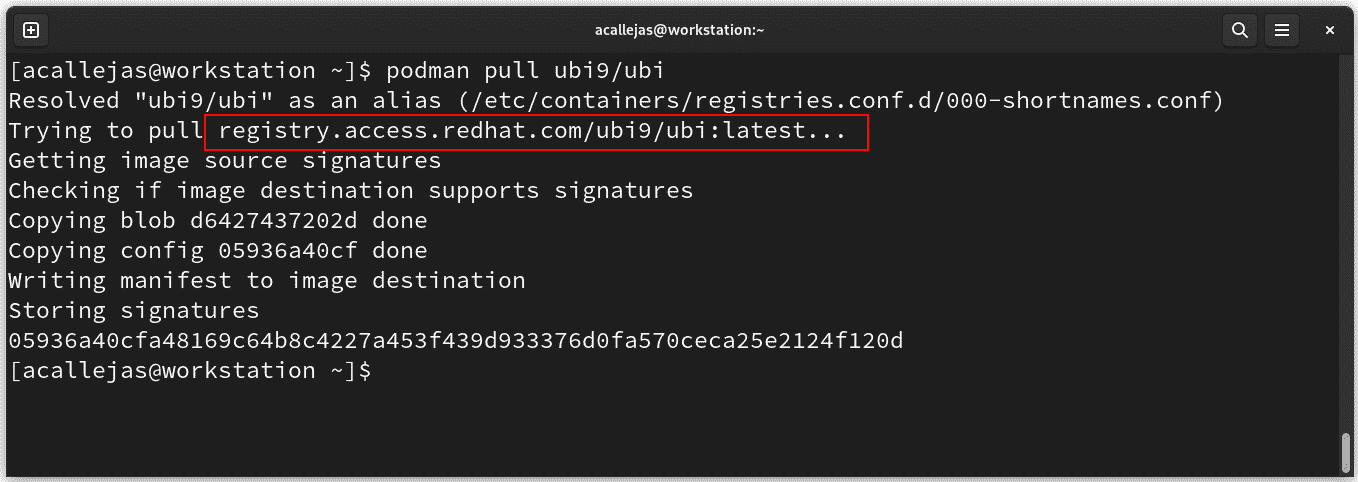 acallejas@workstation:~
[acallejas@workstation ~]$ podman pull ubi9/ubi
Resolved "ubi9/ubi" as an alias (/etc/containers/registries.conf.d/000-shortnames.conf)
Trying to pull registry.access.redhat.com/ubi9/ubi:latest...
Getting image source signatures
Checking if image destination supports signatures
Copying blob d6427437202d done
Copying config 05936a40cf done
Writing manifest to image destination
Storing signatures
05936a40cfa48169c64b8c4227a453f439d933376d0fa570ceca25e2124f120d
[acallejas@workstation ~]$